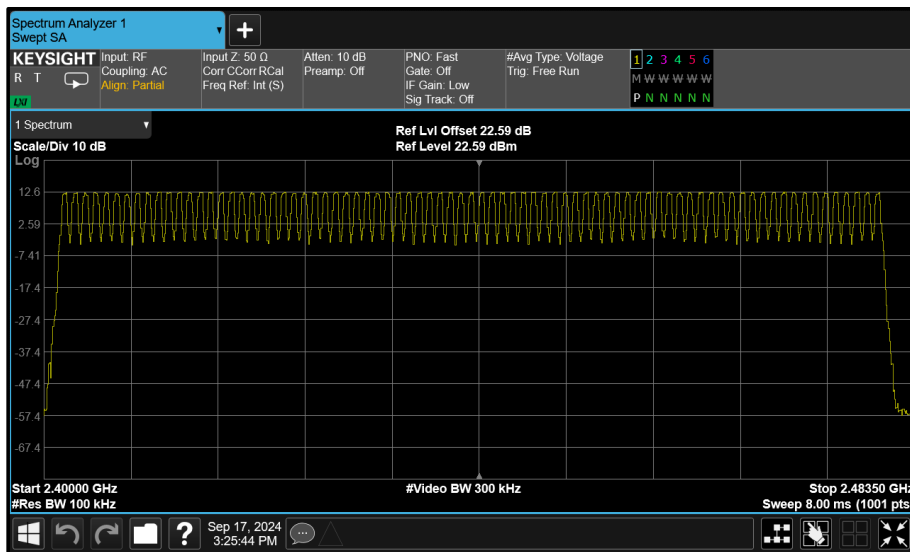 Spectrum Analyzer 1
Swept SA
+
KEYSIGHT Input: RF Input Z: 50 Ω Atten: 10 dB PNO: Fast #Avg Type: Voltage 1 2 3 4 5 6
R T Coupling: AC Corr CCorr RCal Preamp: Off Gate: Off Trig: Free Run M W W W W W
Align: Partial Freq Ref: Int (S) IF Gain: Low
LXI Sig Track: Off P N N N N N
1 Spectrum Ref Lvl Offset 22.59 dB
Scale/Div 10 dB Ref Level 22.59 dBm
Log
12.6
2.59
-7.41
-17.4
-27.4
-37.4
-47.4
-57.4
-67.4
Start 2.40000 GHz #Video BW 300 kHz Stop 2.48350 GHz
#Res BW 100 kHz Sweep 8.00 ms (1001 pts
? Sep 17, 2024
3:25:44 PM